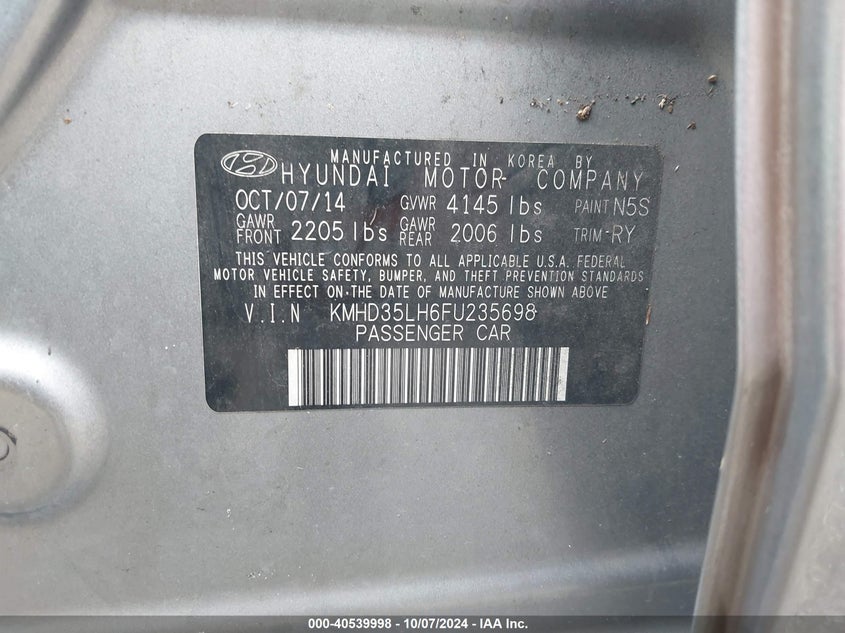 MANUFACTURED IN KOREA BY
HYUNDAI MOTOR COMPANY
OCT/07/14 GVWR 4145 lbs PAINT N5S
GAWR FRONT 2205 lbs GAWR REAR 2006 lbs TRIM RY
THIS VEHICLE CONFORMS TO ALL APPLICABLE U.S.A. FEDERAL
MOTOR VEHICLE SAFETY, BUMPER, AND THEFT PREVENTION STANDARDS
IN EFFECT ON THE DATE OF MANUFACTURE SHOWN ABOVE
V.I.N KMHD35LH6FU235698
PASSENGER CAR
000-40539998 | 10/07/2024 - IAA Inc.